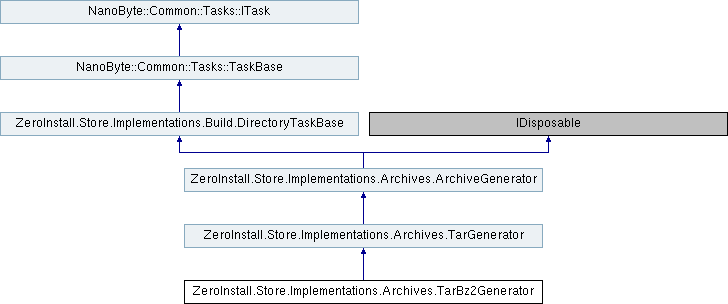 NanoByte::Common::Tasks::ITask
NanoByte::Common::Tasks::TaskBase
ZeroInstall.Store.Implementations.Build.DirectoryTaskBase
IDisposable
ZeroInstall.Store.Implementations.Archives.ArchiveGenerator
ZeroInstall.Store.Implementations.Archives.TarGenerator
ZeroInstall.Store.Implementations.Archives.TarBz2Generator